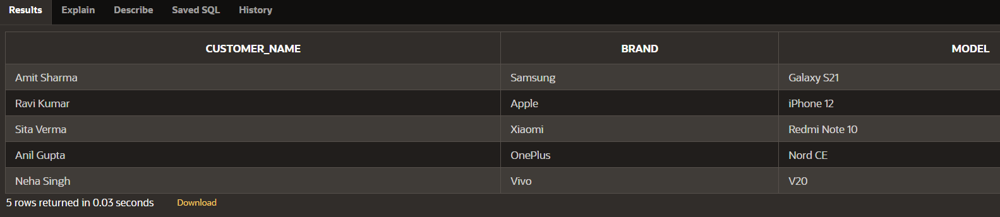 Results Explain Describe Saved SQL History
CUSTOMER_NAME BRAND MODEL
Amit Sharma Samsung Galaxy S21
Ravi Kumar Apple iPhone 12
Sita Verma Xiaomi Redmi Note 10
Anil Gupta OnePlus Nord CE
Neha Singh Vivo V20
5 rows returned in 0.03 seconds Download